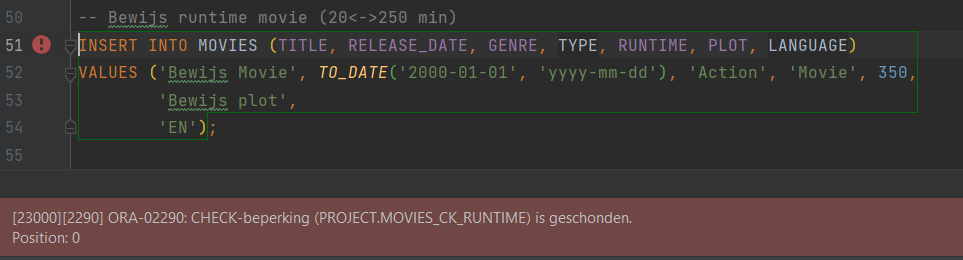 50 -- Bewijs runtime movie (20<->250 min)
51 INSERT INTO MOVIES (TITLE, RELEASE_DATE, GENRE, TYPE, RUNTIME, PLOT, LANGUAGE)
52 VALUES ('Bewijs Movie', TO_DATE('2000-01-01', 'yyyy-mm-dd'), 'Action', 'Movie', 350,
53 'Bewijs plot',
54 'EN');
55
[23000][2290] ORA-02290: CHECK-beperking (PROJECT.MOVIES_CK_RUNTIME) is geschonden.
Position: 0